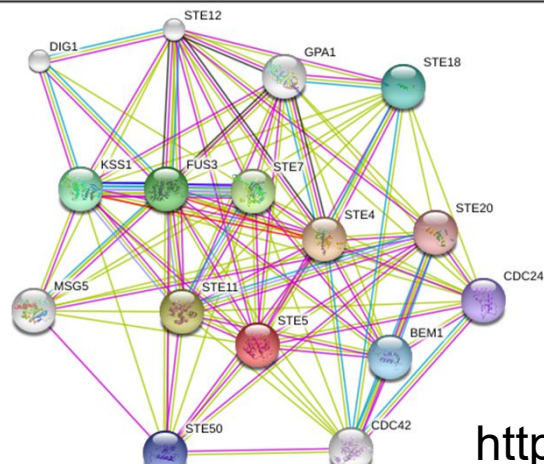 STE12
DIG1
GPA1
STE18
KSS1
FUS3
STE7
STE4
STE20
CDC24
MSG5
STE11
STE5
BEM1
STE50
CDC42
http